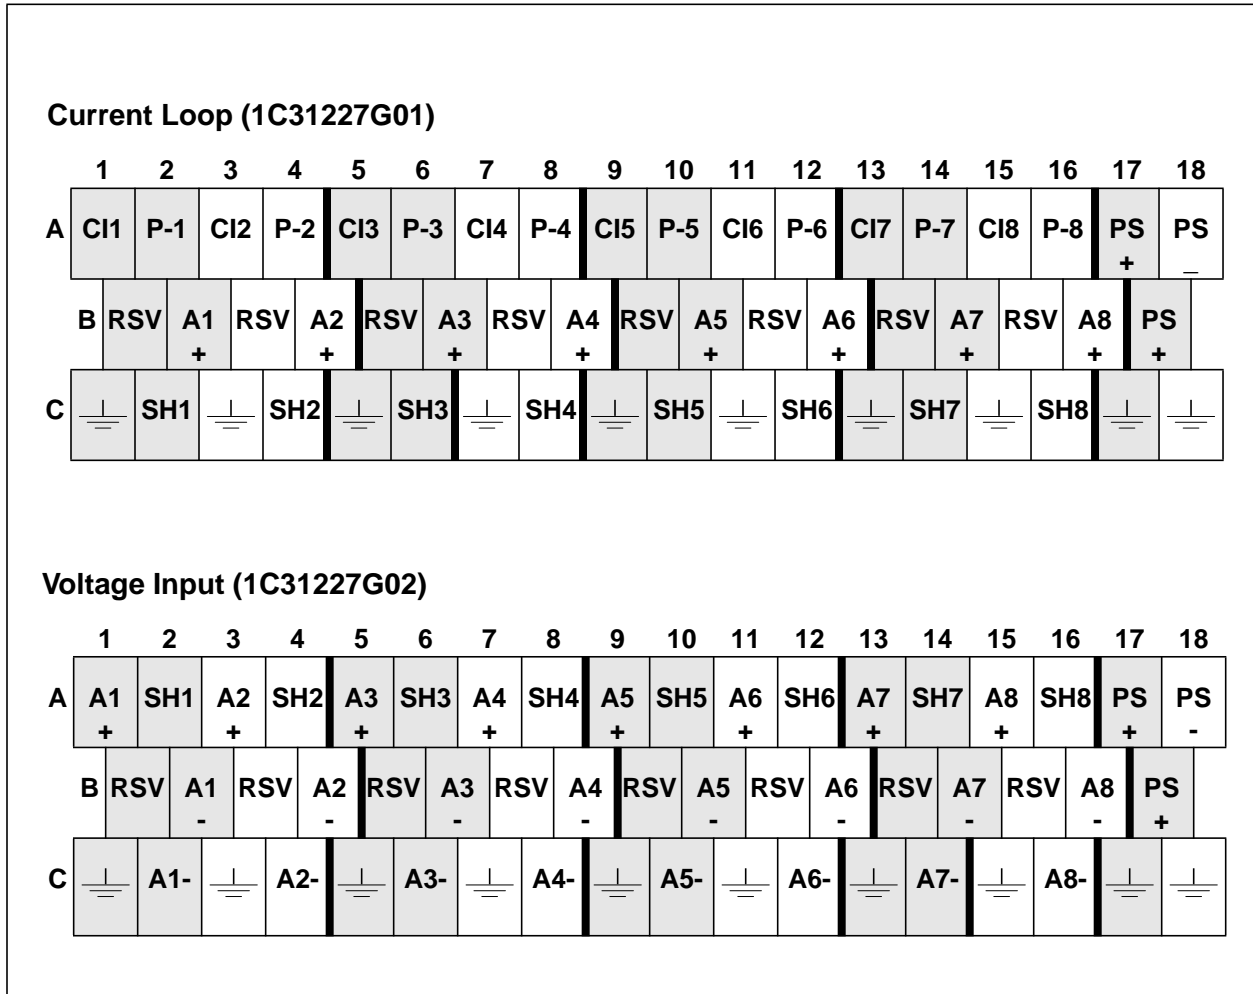 Current Loop (1C31227G01)
1 2 3 4 5 6 7 8 9 10 11 12 13 14 15 16 17 18
A CI1 P-1 CI2 P-2 CI3 P-3 CI4 P-4 CI5 P-5 CI6 P-6 CI7 P-7 CI8 P-8 PS PS
+ _
B RSV A1 RSV A2 RSV A3 RSV A4 RSV A5 RSV A6 RSV A7 RSV A8 PS
+ + + + + + + + +
C SH1 SH2 SH3 SH4 SH5 SH6 SH7 SH8
Voltage Input (1C31227G02)
1 2 3 4 5 6 7 8 9 10 11 12 13 14 15 16 17 18
A A1 SH1 A2 SH2 A3 SH3 A4 SH4 A5 SH5 A6 SH6 A7 SH7 A8 SH8 PS PS
+ + + + + + + + + -
B RSV A1 RSV A2 RSV A3 RSV A4 RSV A5 RSV A6 RSV A7 RSV A8 PS
- - - - - - - - +
C A1- A2- A3- A4- A5- A6- A7- A8-